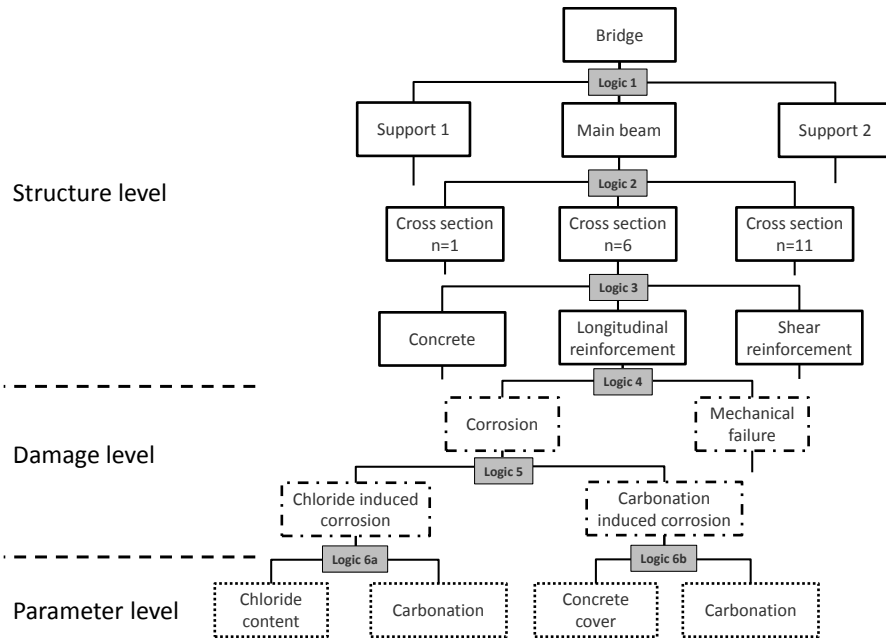 Bridge
Logic 1
Support 1
Main beam
Support 2
Structure level
Logic 2
Cross section
n=1
Cross section
n=6
Cross section
n=11
Logic 3
Concrete
Longitudinal
reinforcement
Shear
reinforcement
Logic 4
Damage level
Corrosion
Mechanical
failure
Logic 5
Chloride induced
corrosion
Carbonation
induced corrosion
Logic 6a
Logic 6b
Parameter level
Chloride
content
Carbonation
Concrete
cover
Carbonation